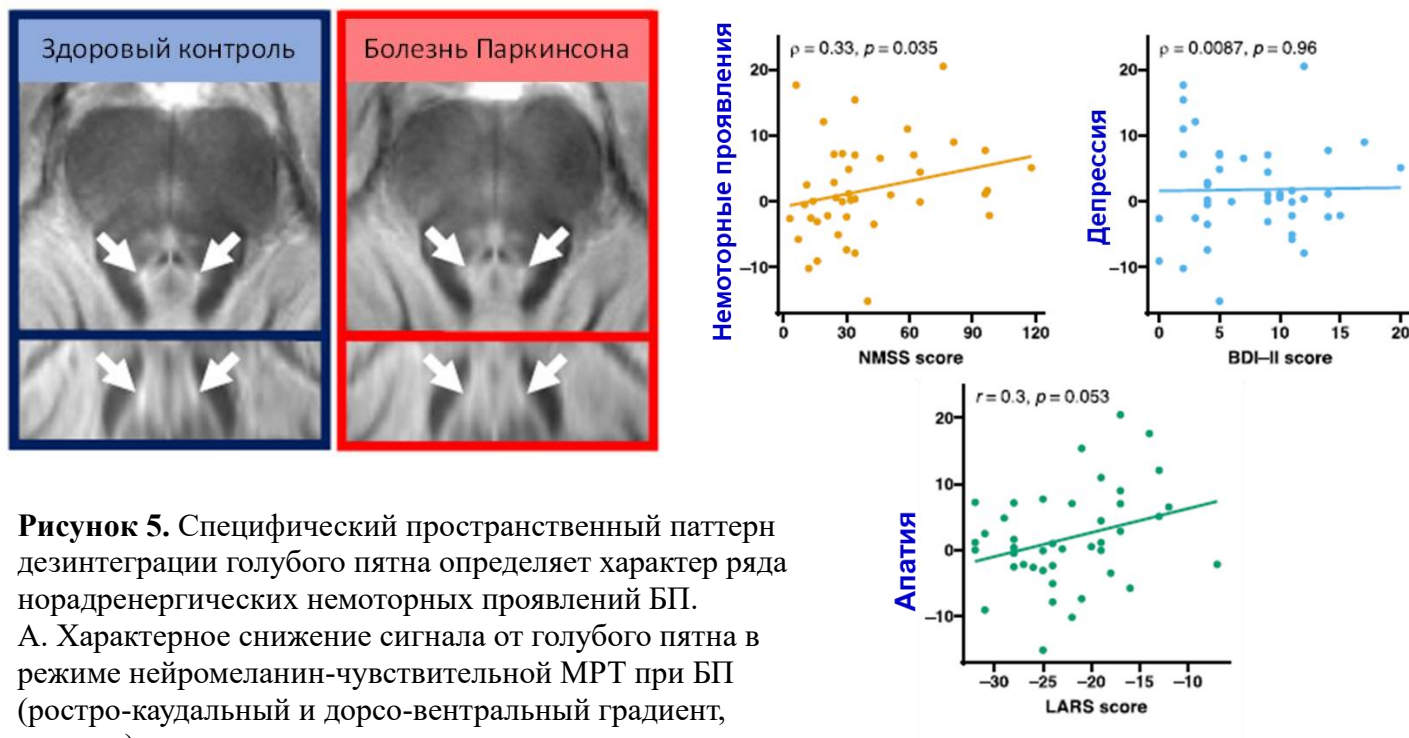 Здоровый контроль
Болезнь Паркинсона
Немоторные проявления
ρ = 0.33, p = 0.035
20
10
0
−10
0 30 60 90 120
NMSS score
Депрессия
ρ = 0.0087, p = 0.96
20
10
0
−10
0 5 10 15 20
BDI–II score
Апатия
r = 0.3, p = 0.053
20
10
0
−10
−30 −25 −20 −15 −10
LARS score
Рисунок 5. Специфический пространственный паттерн
дезинтеграции голубого пятна определяет характер ряда
норадренергических немоторных проявлений БП.
А. Характерное снижение сигнала от голубого пятна в
режиме нейромеланин-чувствительной МРТ при БП
(ростро-каудальный и дорсо-вентральный градиент,